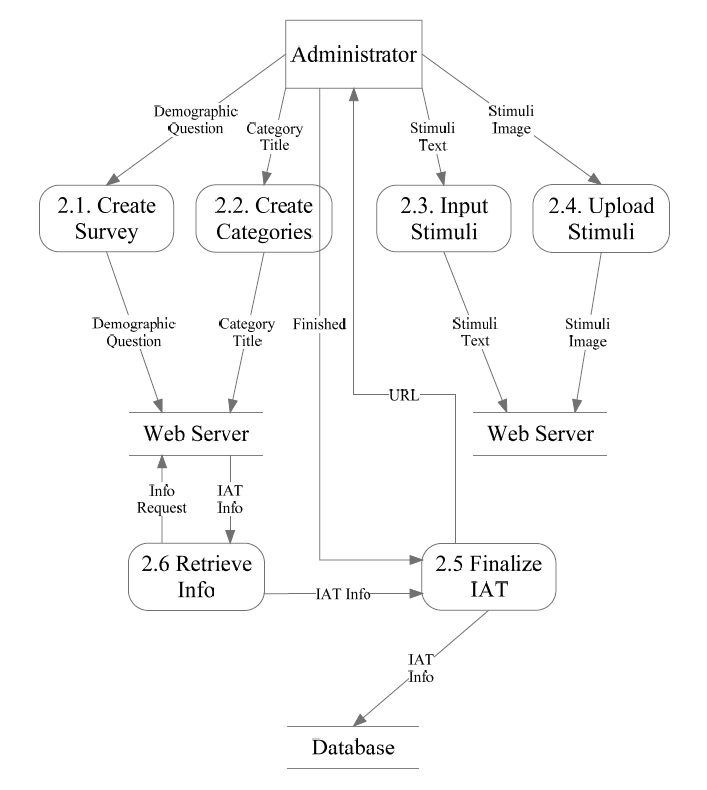 Administrator
Demographic
Question
Category
Title
Stimuli
Text
Stimuli
Image
2.1. Create
Survey
2.2. Create
Categories
2.3. Input
Stimuli
2.4. Upload
Stimuli
Demographic
Question
Category
Title
Finished
Stimuli
Text
Stimuli
Image
URL
Web Server
Web Server
Info
Request
IAT
Info
2.6 Retrieve
Info
IAT Info
2.5 Finalize
IAT
IAT
Info
Database